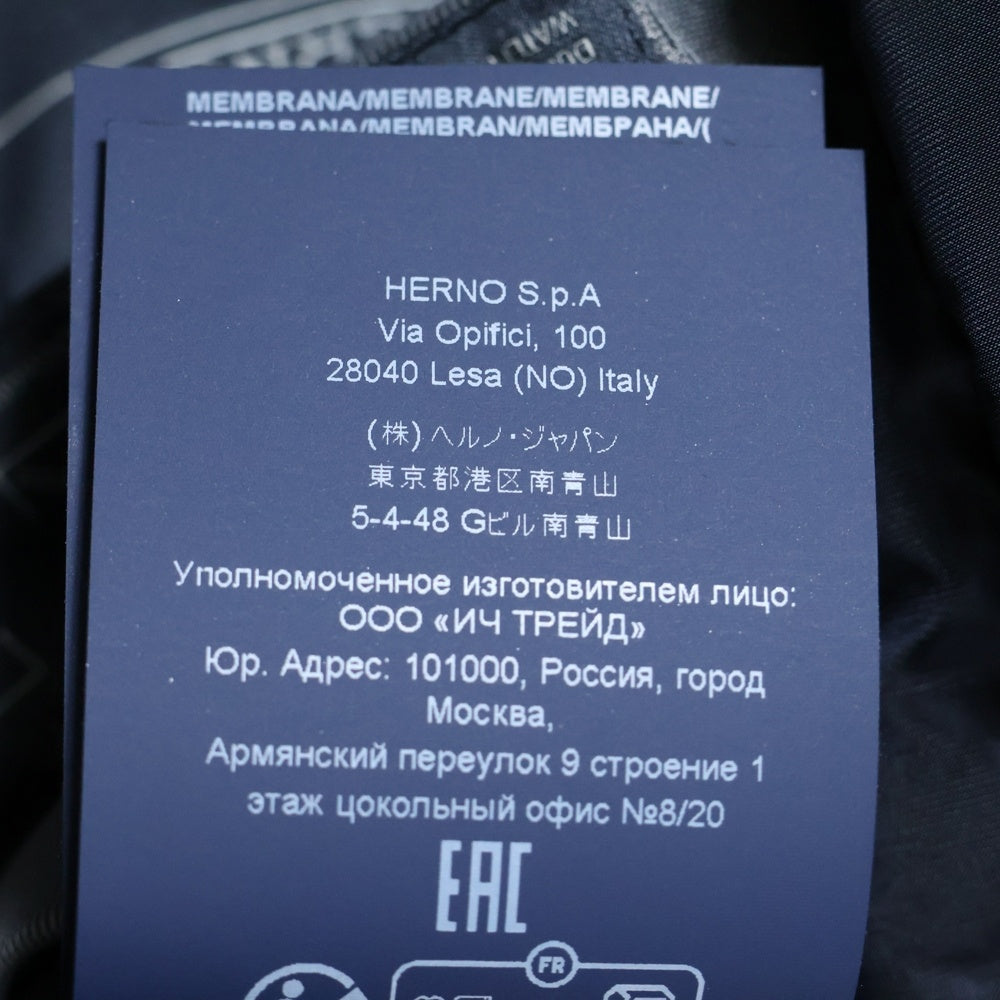 MEMBRANA/MEMBRANE/MEMBRANE/
MEMBRANA/MEMBRAN/МЕМБРАНА/(
HERNO S.p.A
Via Opifici, 100
28040 Lesa (NO) Italy
(株)ヘルノ・ジャパン
東京都港区南青山
5-4-48 Gビル南青山
Уполномоченное изготовителем лицо:
ООО «ИЧ ТРЕЙД»
Юр. Адрес: 101000, Россия, город
Москва,
Армянский переулок 9 строение 1
этаж цокольный офис №8/20
EAC
FR